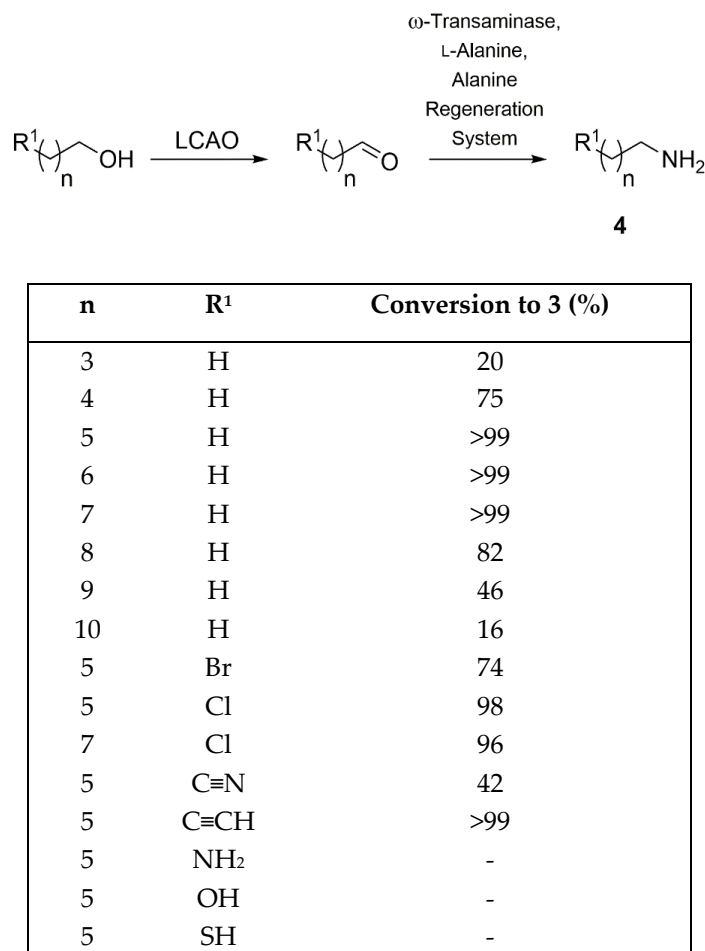 ω-Transaminase,
L-Alanine,
Alanine
Regeneration
System
R¹ ( )n OH LCAO R¹ ( )n O R¹ ( )n NH₂
4
n R¹ Conversion to 3 (%)
3 H 20
4 H 75
5 H >99
6 H >99
7 H >99
8 H 82
9 H 46
10 H 16
5 Br 74
5 Cl 98
7 Cl 96
5 C≡N 42
5 C≡CH >99
5 NH₂ -
5 OH -
5 SH -